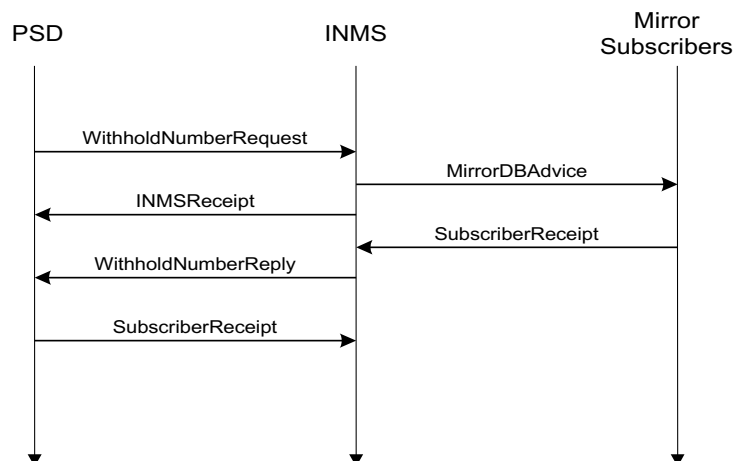 PSD
INMS
Mirror
Subscribers
WithholdNumberRequest
MirrorDBAdvice
INMSReceipt
SubscriberReceipt
WithholdNumberReply
SubscriberReceipt